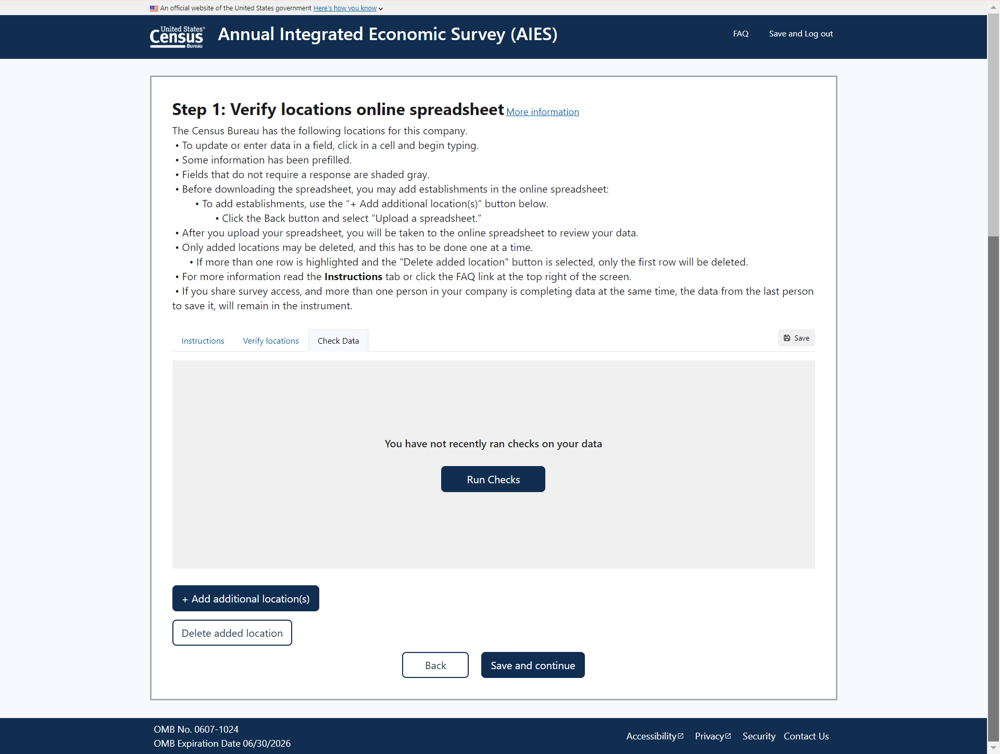 An official website of the United States government Here's how you know
United States®
Census
Bureau
Annual Integrated Economic Survey (AIES)
FAQ
Save and Log out
Step 1: Verify locations online spreadsheet More information
The Census Bureau has the following locations for this company.
• To update or enter data in a field, click in a cell and begin typing.
• Some information has been prefilled.
• Fields that do not require a response are shaded gray.
• Before downloading the spreadsheet, you may add establishments in the online spreadsheet:
• To add establishments, use the “+ Add additional location(s)” button below.
• Click the Back button and select “Upload a spreadsheet.”
• After you upload your spreadsheet, you will be taken to the online spreadsheet to review your data.
• Only added locations may be deleted, and this has to be done one at a time.
• If more than one row is highlighted and the "Delete added location" button is selected, only the first row will be deleted.
• For more information read the Instructions tab or click the FAQ link at the top right of the screen.
• If you share survey access, and more than one person in your company is completing data at the same time, the data from the last person
to save it, will remain in the instrument.
Instructions
Verify locations
Check Data
Save
You have not recently ran checks on your data
Run Checks
+ Add additional location(s)
Delete added location
Back
Save and continue
OMB No. 0607-1024
OMB Expiration Date 06/30/2026
Accessibility
Privacy
Security
Contact Us